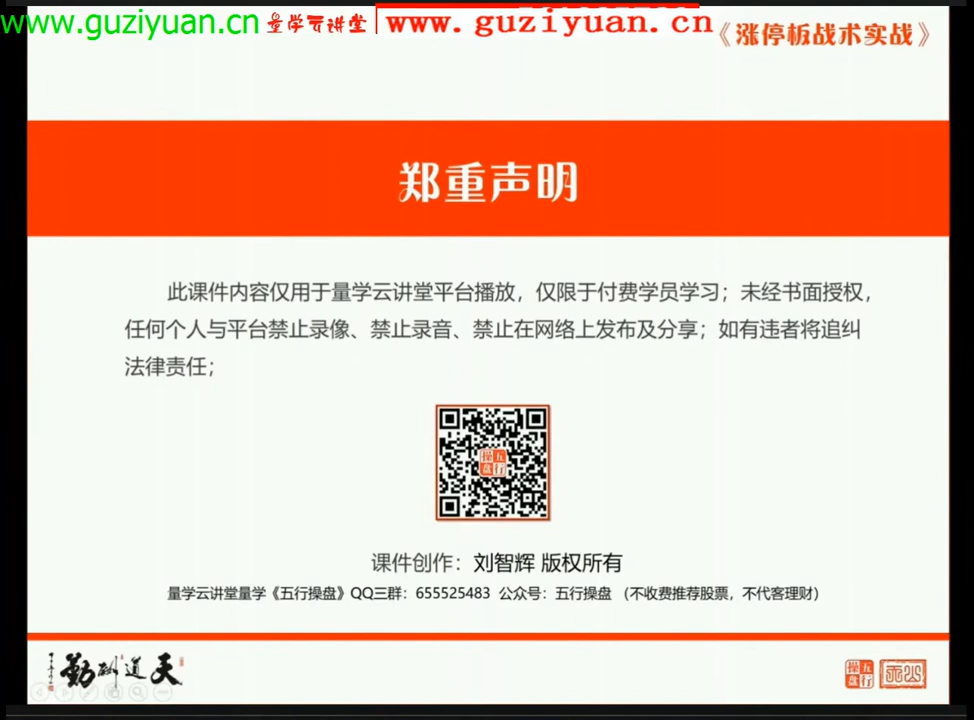 www.guziyuan.cn 量学云讲堂 www.guziyuan.cn
《涨停板战术实战》
郑重声明
此课件内容仅用于量学云讲堂平台播放，仅限于付费学员学习；未经书面授权，
任何个人与平台禁止录像、禁止录音、禁止在网络上发布及分享；如有违者将追纠
法律责任；
操五
盘行
课件创作：刘智辉 版权所有
量学云讲堂量学《五行操盘》QQ三群：655525483 公众号：五行操盘 （不收费推荐股票，不代客理财）
天道酬勤
操五
盘行